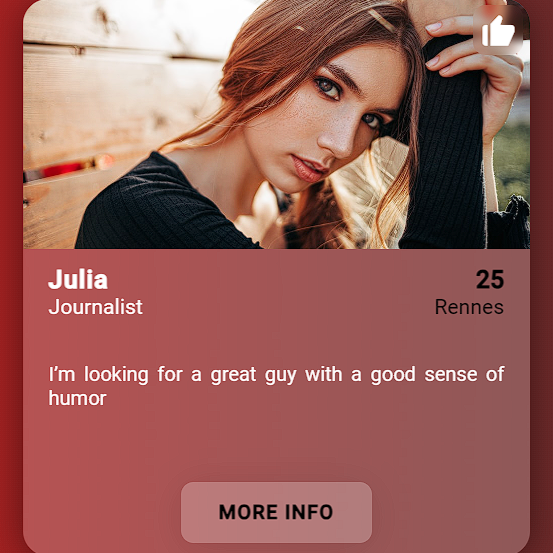 Julia
25
Journalist
Rennes
I'm looking for a great guy with a good sense of
humor
MORE INFO